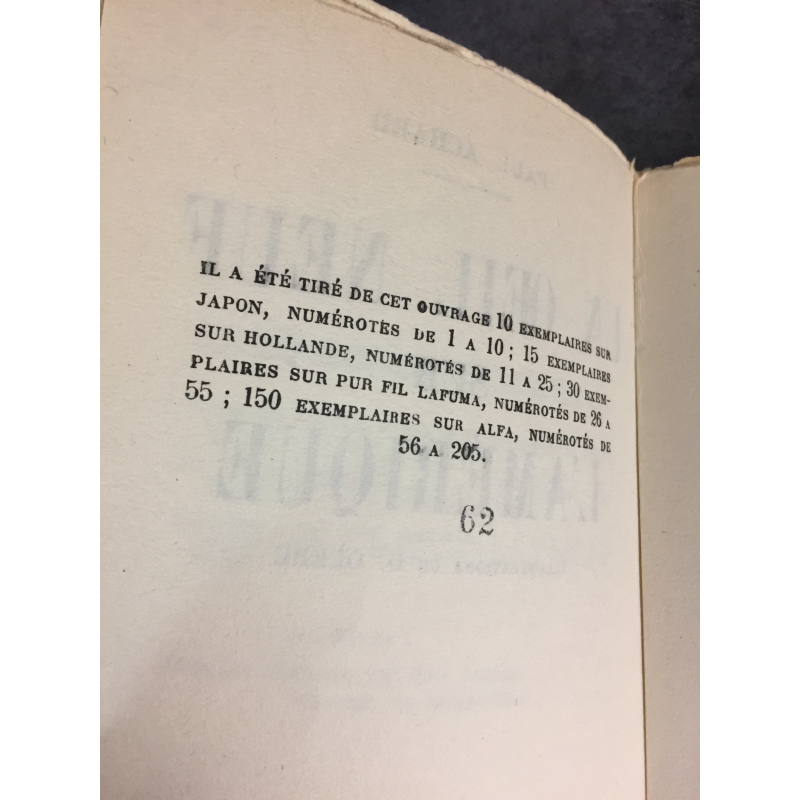 IL A ÉTÉ TIRÉ DE CET OUVRAGE 10 EXEMPLAIRES SUR
JAPON, NUMÉROTÉS DE 1 A 10 ; 15 EXEMPLAIRES
SUR HOLLANDE, NUMÉROTÉS DE 11 A 25 ; 30 EXEM-
PLAIRES SUR PUR FIL LAFUMA, NUMÉROTÉS DE 26 A
55 ; 150 EXEMPLAIRES SUR ALFA, NUMÉROTÉS DE
56 A 205.
62